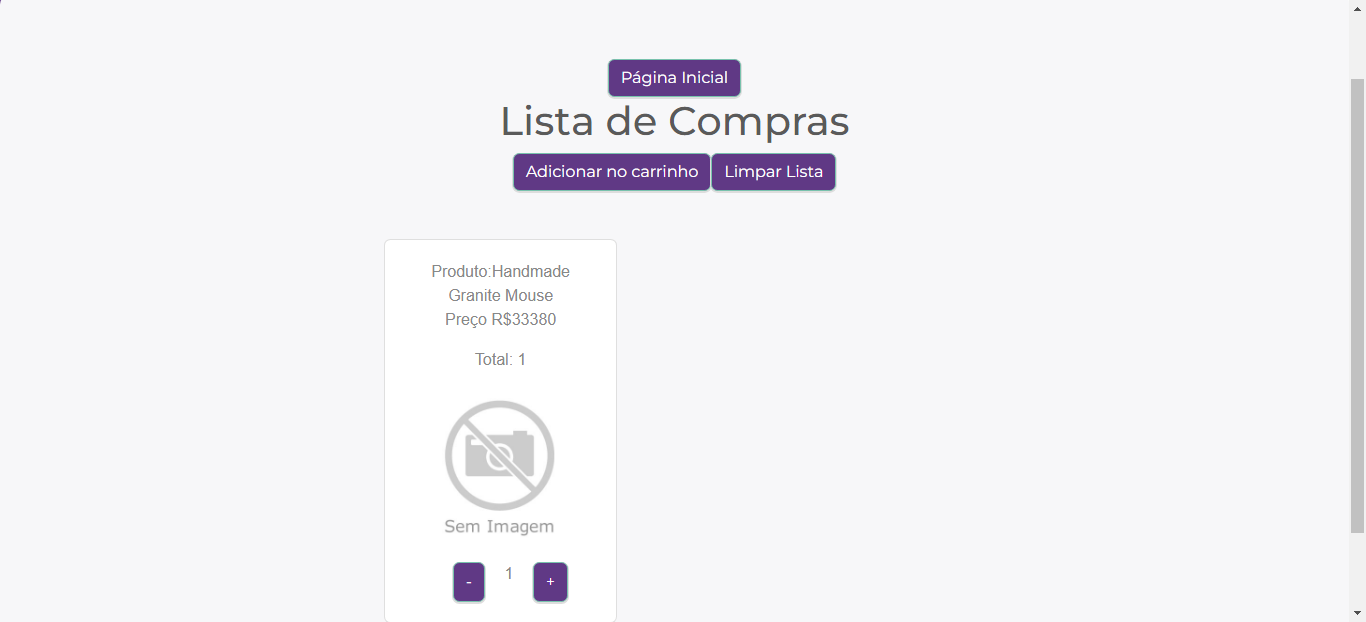 Página Inicial
Lista de Compras
Adicionar no carrinho
Limpar Lista
Produto:Handmade
Granite Mouse
Preço R$33380
Total: 1
Sem Imagem
- 1 +